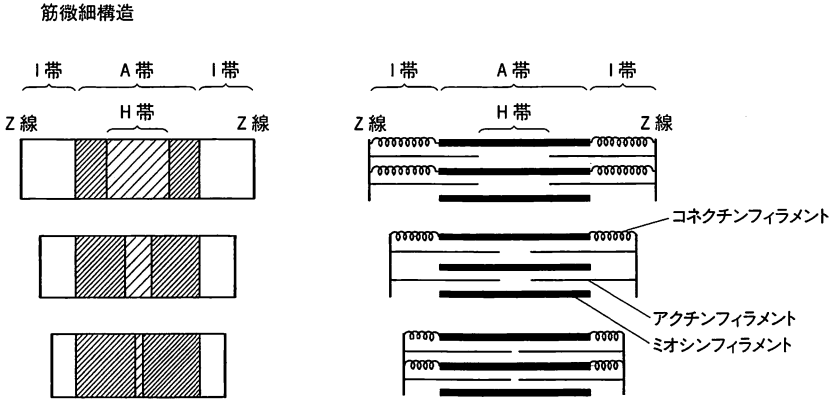 筋微細構造
I帯 A帯 I帯
H帯
Z線 Z線
I帯 A帯 I帯
H帯
Z線 Z線
コネクチンフィラメント
アクチンフィラメント
ミオシンフィラメント